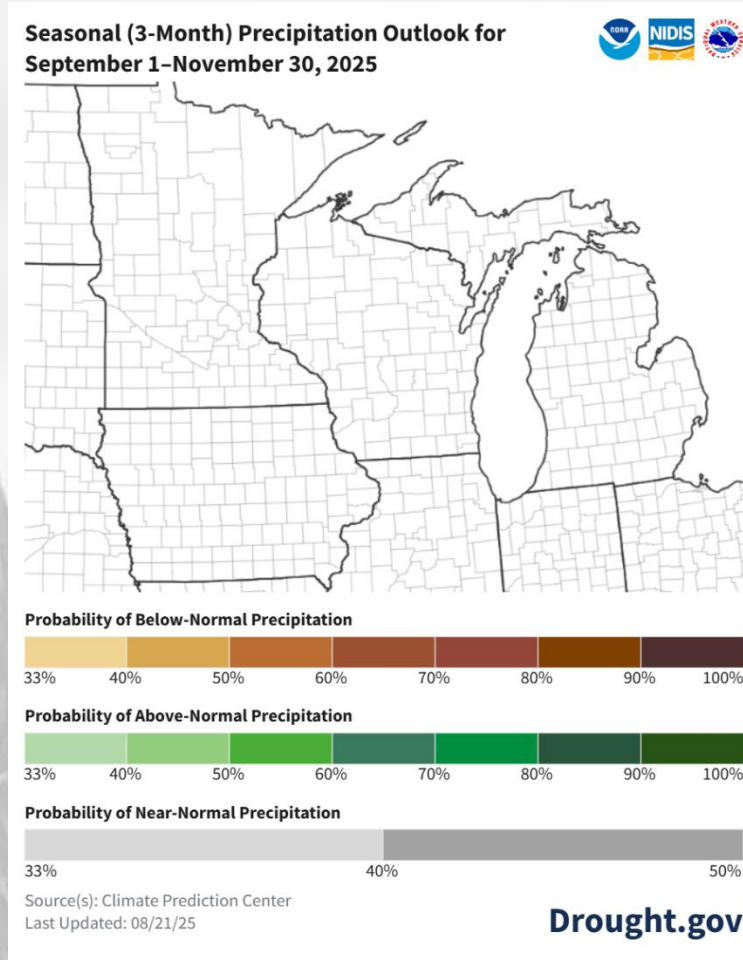 Seasonal (3-Month) Precipitation Outlook for
September 1–November 30, 2025
NOAA
NIDIS
Probability of Below-Normal Precipitation
33% 40% 50% 60% 70% 80% 90% 100%
Probability of Above-Normal Precipitation
33% 40% 50% 60% 70% 80% 90% 100%
Probability of Near-Normal Precipitation
33% 40% 50%
Source(s): Climate Prediction Center
Last Updated: 08/21/25
Drought.gov